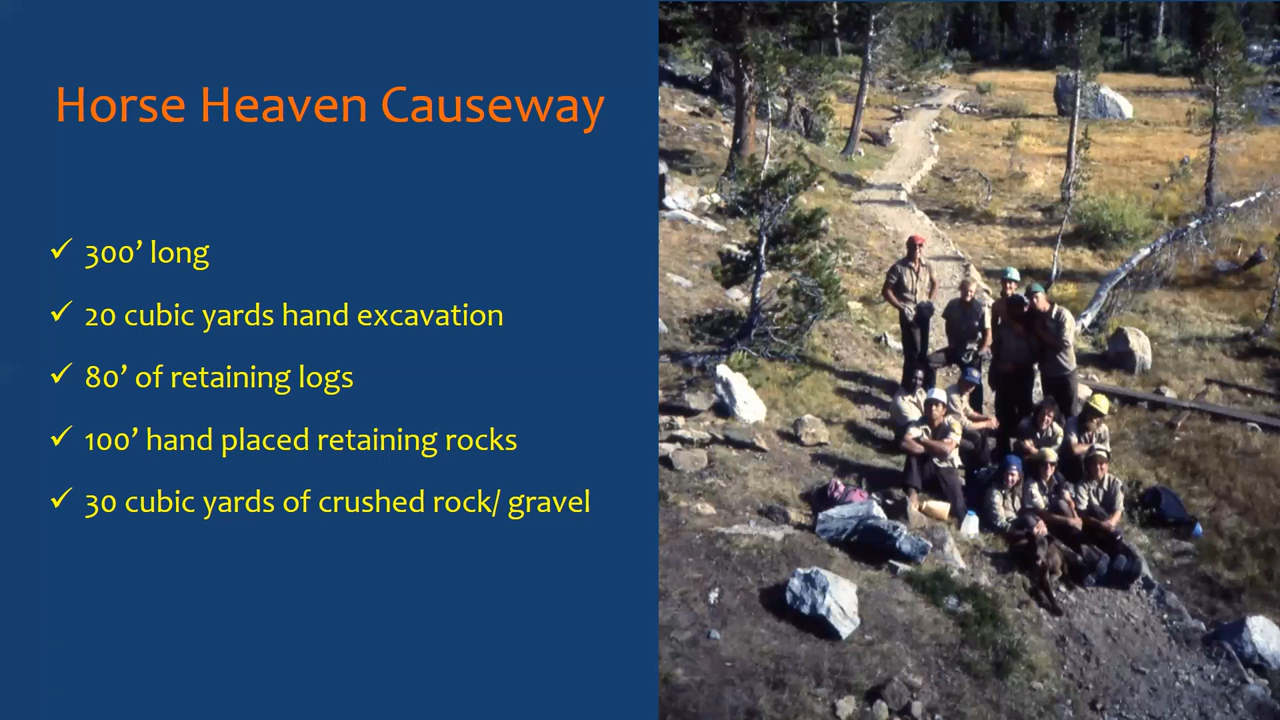 Horse Heaven Causeway
✓ 300’ long
✓ 20 cubic yards hand excavation
✓ 80’ of retaining logs
✓ 100’ hand placed retaining rocks
✓ 30 cubic yards of crushed rock/ gravel